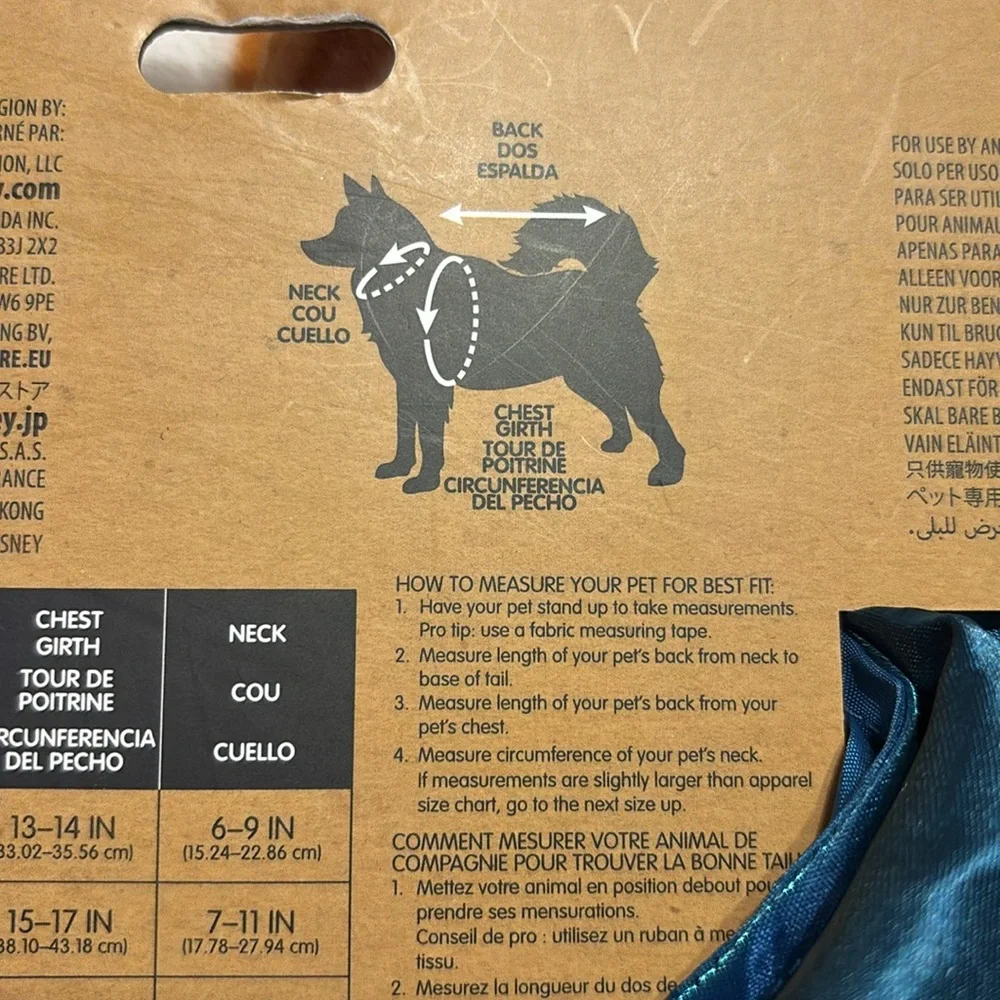 GION BY:
RNÉ PAR:
ION, LLC
y.com
DA INC.
B3J 2X2
RE LTD.
W6 9PE
NG BV,
RE.EU
ストア
ey.jp
S.A.S.
ANCE
KONG
SNEY
BACK
DOS
ESPALDA
NECK
COU
CUELLO
CHEST
GIRTH
TOUR DE
POITRINE
CIRCUNFERENCIA
DEL PECHO
FOR USE BY AN
SOLO PER USO
PARA SER UTIL
POUR ANIMAU
APENAS PARA
ALLEEN VOOR
NUR ZUR BEN
KUN TIL BRUG
SADECE HAYV
ENDAST FÖR
SKAL BARE B
VAIN ELÄINT
只供寵物使
ペット専用
رض للبلى.
CHEST
GIRTH
TOUR DE
POITRINE
RCUNFERENCIA
DEL PECHO
NECK
COU
CUELLO
13–14 IN
33.02–35.56 cm)
6–9 IN
(15.24–22.86 cm)
15–17 IN
38.10–43.18 cm)
7–11 IN
(17.78–27.94 cm)
HOW TO MEASURE YOUR PET FOR BEST FIT:
1. Have your pet stand up to take measurements.
Pro tip: use a fabric measuring tape.
2. Measure length of your pet's back from neck to
base of tail.
3. Measure length of your pet's back from your
pet's chest.
4. Measure circumference of your pet's neck.
If measurements are slightly larger than apparel
size chart, go to the next size up.
COMMENT MESURER VOTRE ANIMAL DE
COMPAGNIE POUR TROUVER LA BONNE TAIL
1. Mettez votre animal en position debout pou
prendre ses mensurations.
Conseil de pro : utilisez un ruban à me
tissu.
2. Mesurez la longueur du dos de